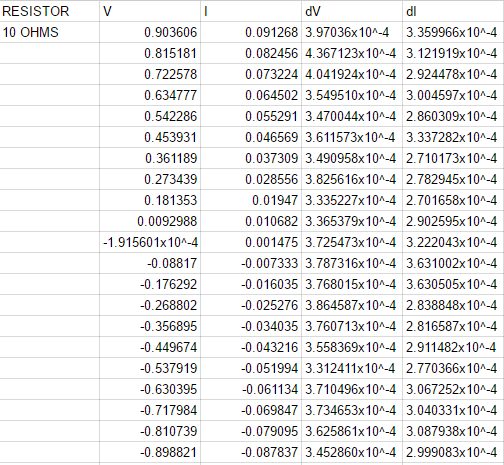 RESISTOR V I dV dI
10 OHMS 0.903606 0.091268 3.97036x10^-4 3.359966x10^-4
0.815181 0.082456 4.367123x10^-4 3.121919x10^-4
0.722578 0.073224 4.041924x10^-4 2.924478x10^-4
0.634777 0.064502 3.549510x10^-4 3.004597x10^-4
0.542286 0.055291 3.470044x10^-4 2.860309x10^-4
0.453931 0.046569 3.611573x10^-4 3.337282x10^-4
0.361189 0.037309 3.490958x10^-4 2.710173x10^-4
0.273439 0.028556 3.825616x10^-4 2.782945x10^-4
0.181353 0.01947 3.335227x10^-4 2.701658x10^-4
0.0092988 0.010682 3.365379x10^-4 2.902595x10^-4
-1.915601x10^-4 0.001475 3.725473x10^-4 3.222043x10^-4
-0.08817 -0.007333 3.787316x10^-4 3.631002x10^-4
-0.176292 -0.016035 3.768015x10^-4 3.630505x10^-4
-0.268802 -0.025276 3.864587x10^-4 2.838848x10^-4
-0.356895 -0.034035 3.760713x10^-4 2.816587x10^-4
-0.449674 -0.043216 3.558369x10^-4 2.911482x10^-4
-0.537919 -0.051994 3.312411x10^-4 2.770366x10^-4
-0.630395 -0.061134 3.710496x10^-4 3.067252x10^-4
-0.717984 -0.069847 3.734653x10^-4 3.040331x10^-4
-0.810739 -0.079095 3.625861x10^-4 3.087938x10^-4
-0.898821 -0.087837 3.452860x10^-4 2.999083x10^-4